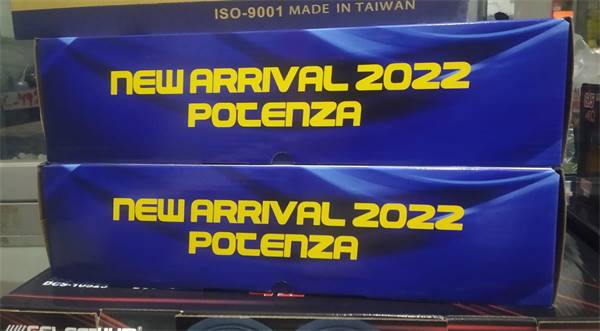 ISO-9001 MADE IN TAIWAN
NEW ARRIVAL 2022
POTENZA
NEW ARRIVAL 2022
POTENZA